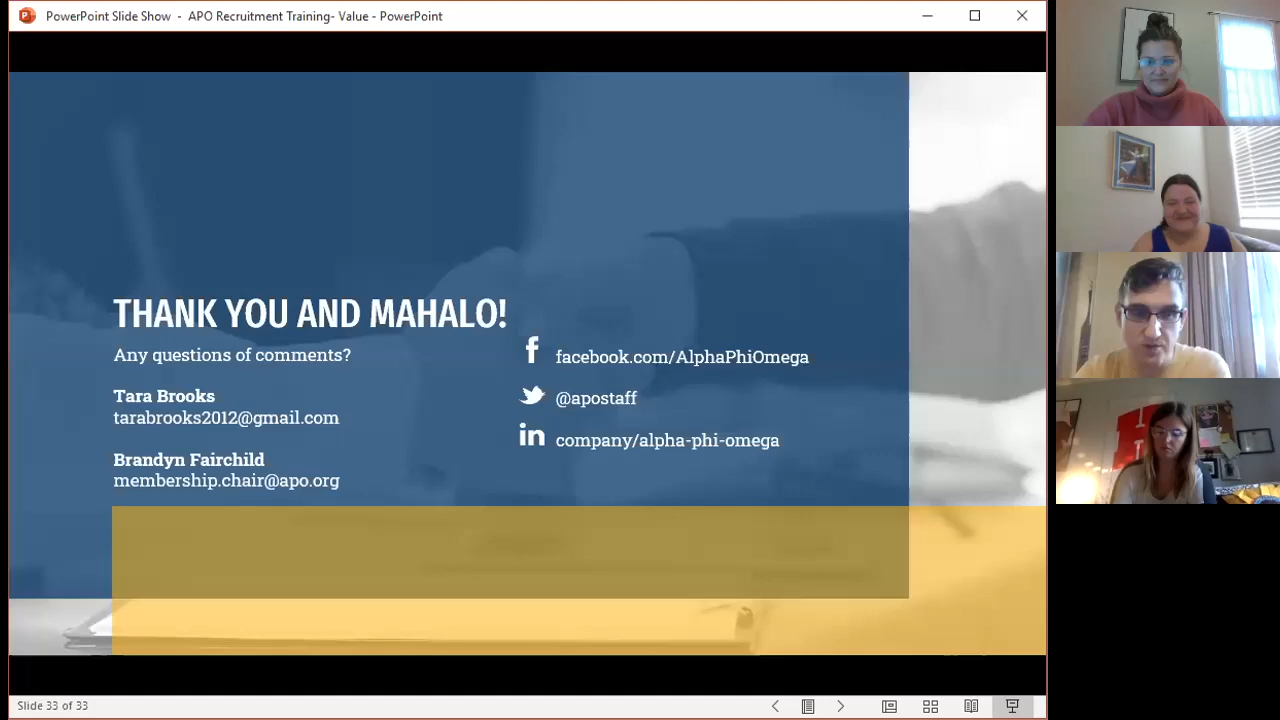 PowerPoint Slide Show - APO Recruitment Training- Value - PowerPoint
THANK YOU AND MAHALO!
Any questions of comments?
Tara Brooks
tarabrooks2012@gmail.com
Brandyn Fairchild
membership.chair@apo.org
facebook.com/AlphaPhiOmega
@apostaff
company/alpha-phi-omega
Slide 33 of 33